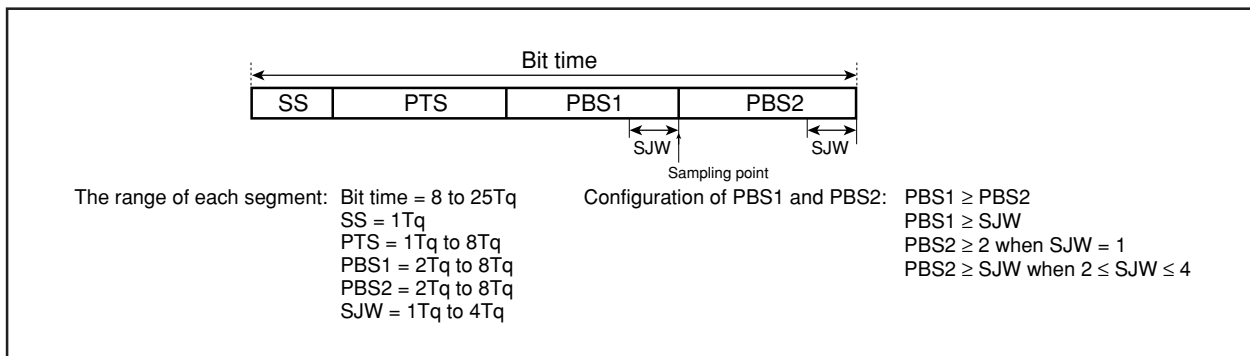 Bit time
SS PTS PBS1 PBS2
SJW SJW
Sampling point
The range of each segment: Bit time = 8 to 25Tq
SS = 1Tq
PTS = 1Tq to 8Tq
PBS1 = 2Tq to 8Tq
PBS2 = 2Tq to 8Tq
SJW = 1Tq to 4Tq
Configuration of PBS1 and PBS2: PBS1 ≥ PBS2
PBS1 ≥ SJW
PBS2 ≥ 2 when SJW = 1
PBS2 ≥ SJW when 2 ≤ SJW ≤ 4